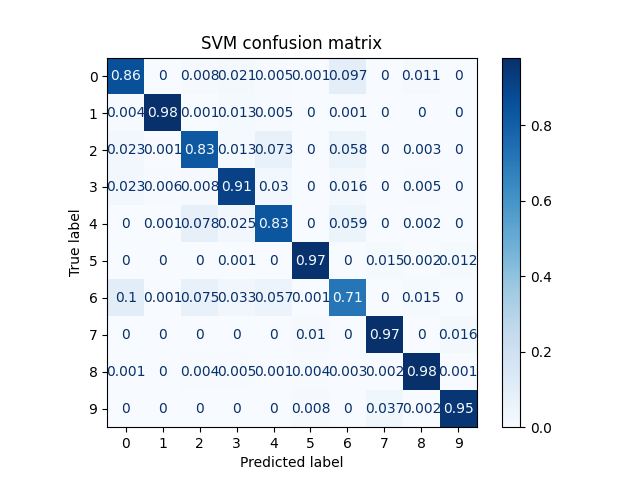 SVM confusion matrix
True label
0 0.86 0 0.008 0.021 0.005 0.001 0.097 0 0.011 0
1 0.004 0.98 0.001 0.013 0.005 0 0.001 0 0 0
2 0.023 0.001 0.83 0.013 0.073 0 0.058 0 0.003 0
3 0.023 0.006 0.008 0.91 0.03 0 0.016 0 0.005 0
4 0 0.001 0.078 0.025 0.83 0 0.059 0 0.002 0
5 0 0 0 0.001 0 0.97 0 0.015 0.002 0.012
6 0.1 0.001 0.075 0.033 0.057 0.001 0.71 0 0.015 0
7 0 0 0 0 0 0.01 0 0.97 0 0.016
8 0.001 0 0.004 0.005 0.001 0.004 0.003 0.002 0.98 0.001
9 0 0 0 0 0 0.008 0 0.037 0.002 0.95
0 1 2 3 4 5 6 7 8 9
Predicted label
0.8
0.6
0.4
0.2
0.0